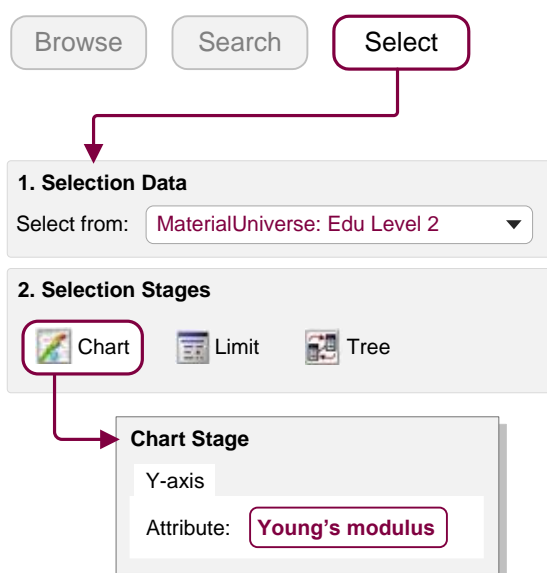 Browse Search Select
1. Selection Data
Select from: MaterialUniverse: Edu Level 2
2. Selection Stages
Chart Limit Tree
Chart Stage
Y-axis
Attribute: Young’s modulus